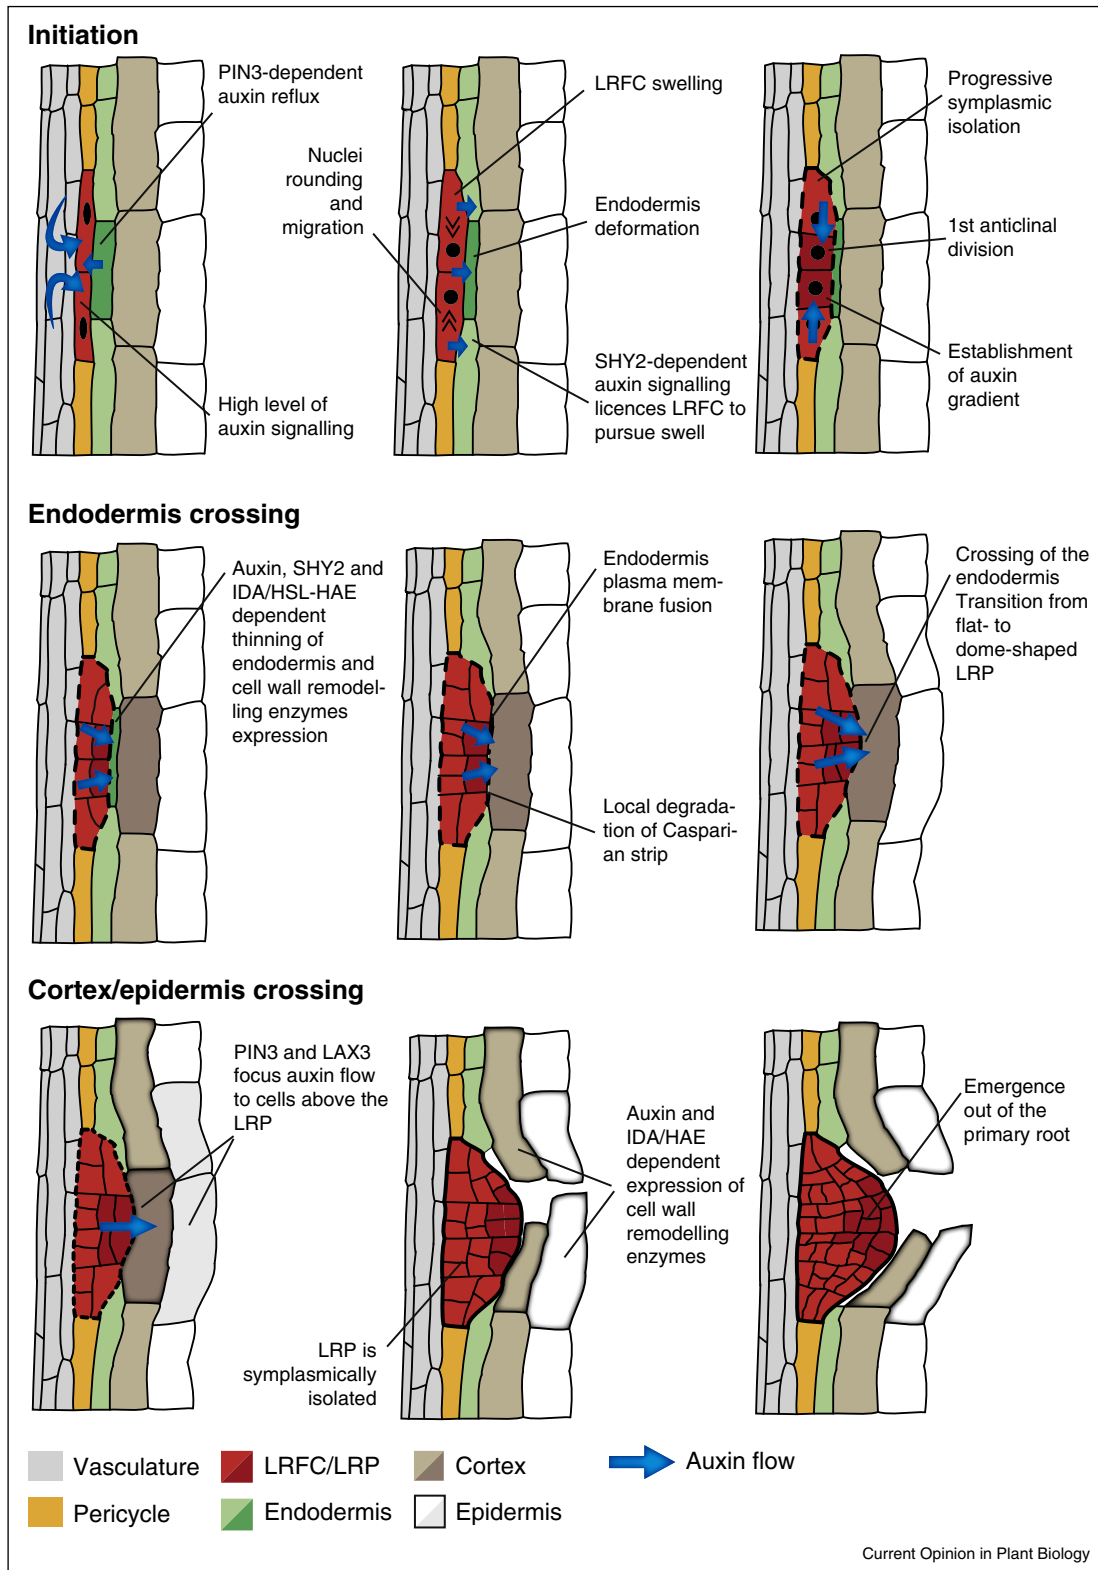 Initiation
PIN3-dependent
auxin reflux
High level of
auxin signalling
LRFC swelling
Nuclei
rounding
and
migration
Endodermis
deformation
SHY2-dependent
auxin signalling
licences LRFC to
pursue swell
Progressive
symplasmic
isolation
1st anticlinal
division
Establishment
of auxin
gradient
Endodermis crossing
Auxin, SHY2 and
IDA/HSL-HAE
dependent
thinning of
endodermis and
cell wall remodel-
ling enzymes
expression
Endodermis
plasma mem-
brane fusion
Local degrada-
tion of Caspari-
an strip
Crossing of the
endodermis
Transition from
flat- to
dome-shaped
LRP
Cortex/epidermis crossing
PIN3 and LAX3
focus auxin flow
to cells above the
LRP
LRP is
symplasmically
isolated
Auxin and
IDA/HAE
dependent
expression of
cell wall
remodelling
enzymes
Emergence
out of the
primary root
Vasculature
LRFC/LRP
Cortex
Auxin flow
Pericycle
Endodermis
Epidermis
Current Opinion in Plant Biology